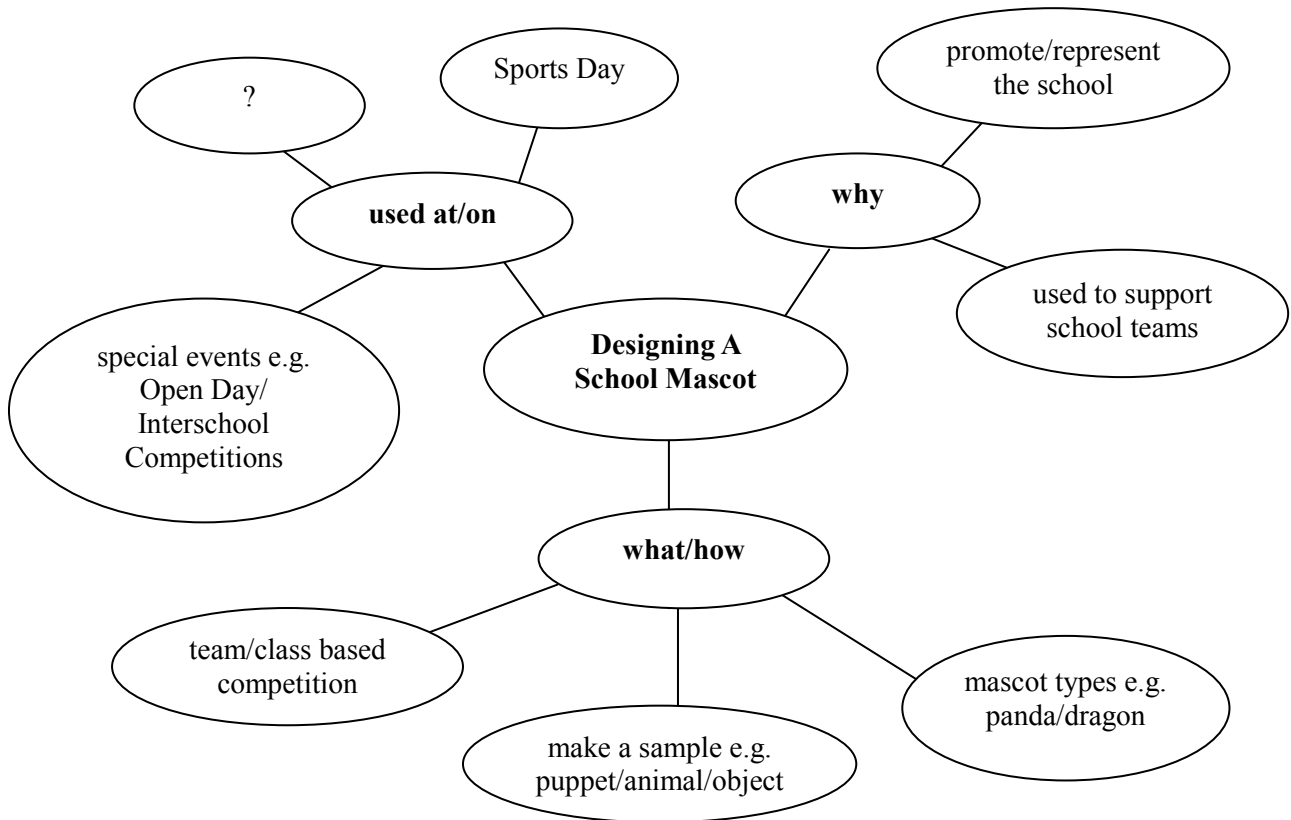 ?
Sports Day
promote/represent
the school
used at/on
why
special events e.g.
Open Day/
Interschool
Competitions
Designing A
School Mascot
used to support
school teams
what/how
team/class based
competition
make a sample e.g.
puppet/animal/object
mascot types e.g.
panda/dragon